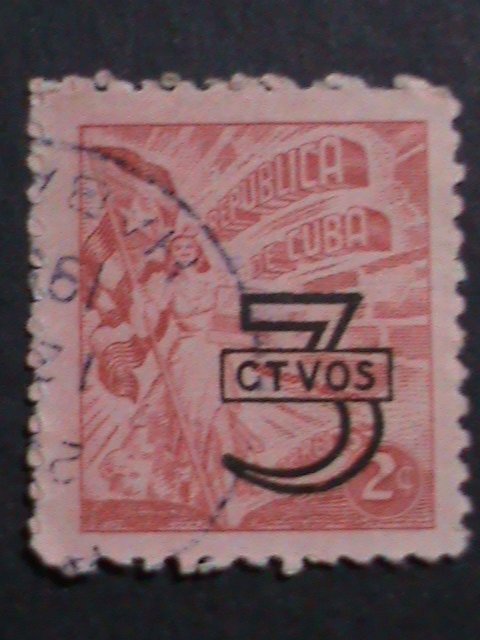 REPUBLICA
DE CUBA
3
CTVOS
2c